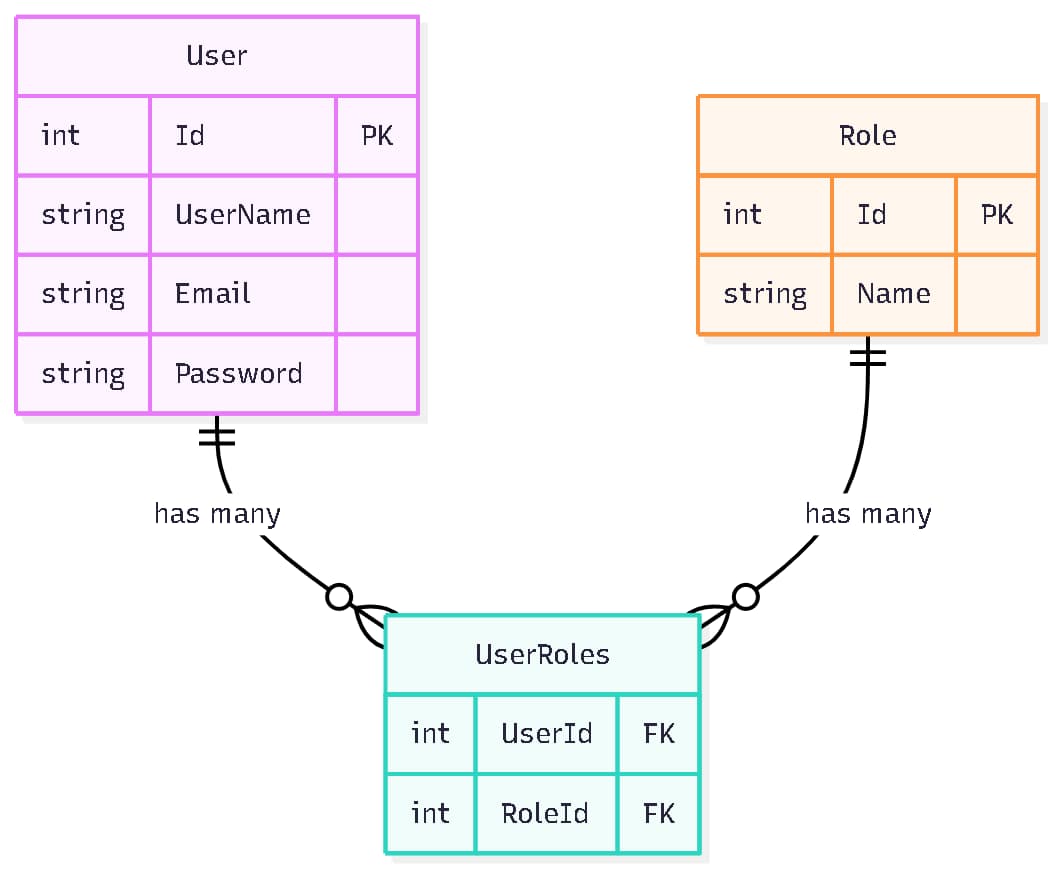 User
int Id PK
string UserName
string Email
string Password
Role
int Id PK
string Name
has many
has many
UserRoles
int UserId FK
int RoleId FK